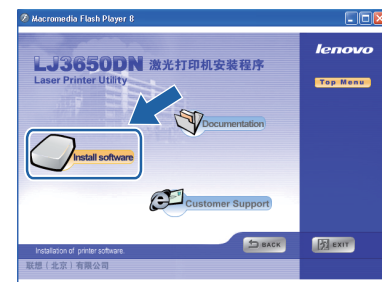 Macromedia Flash Player 8
lenovo
LJ3650DN 激光打印机安装程序
Laser Printer Utility
Top Menu
Documentation
Install software
Customer Support
Installation of printer software.
BACK
EXIT
联想（北京）有限公司